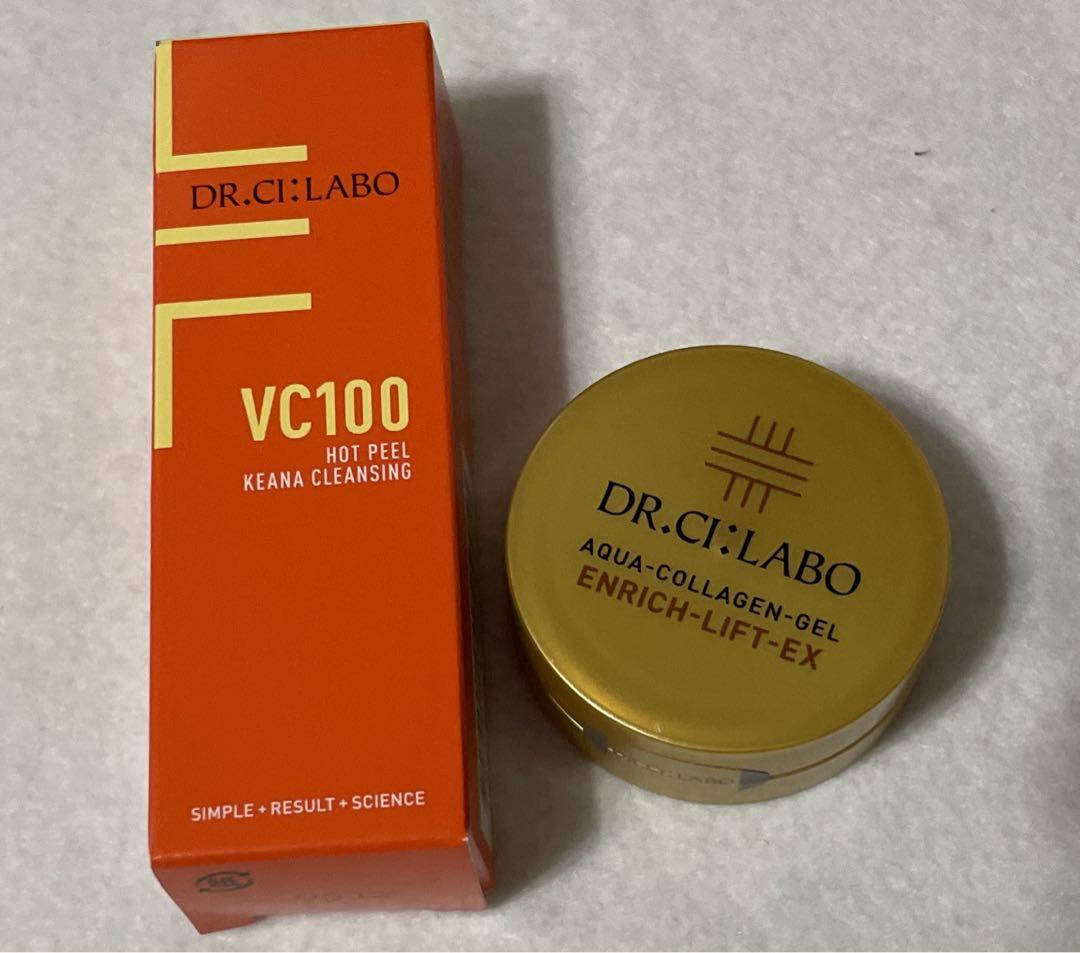 DR.CI:LABO
VC100
HOT PEEL
KEANA CLEANSING
SIMPLE + RESULT + SCIENCE
DR.CI:LABO
AQUA-COLLAGEN-GEL
ENRICH-LIFT-EX